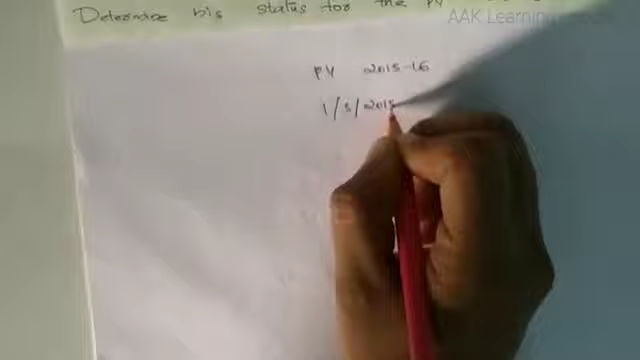 Determine his status for the PY
AAK Learning
PY 2015-16
1/5/2015